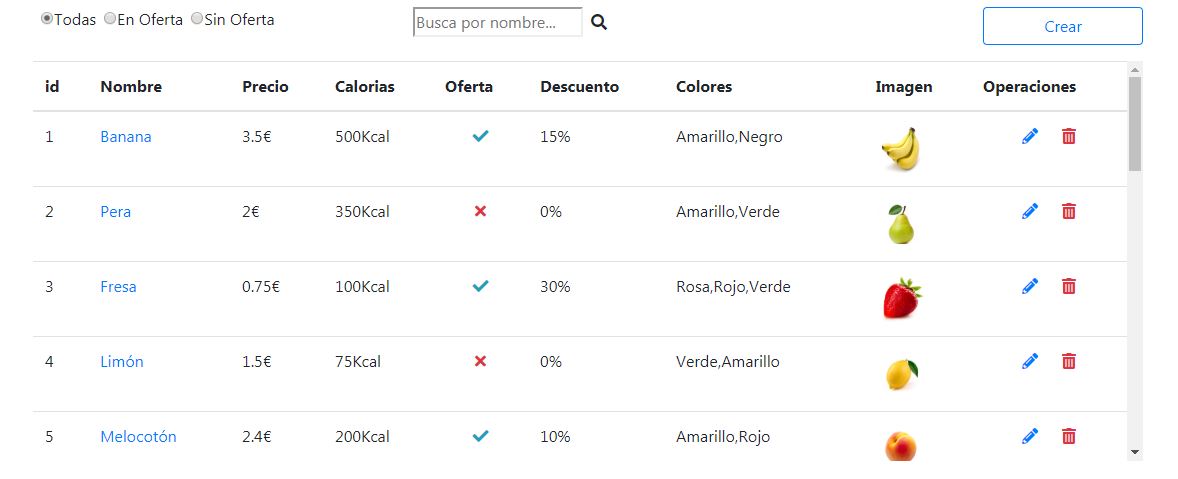 Todas En Oferta Sin Oferta Busca por nombre... Crear
id Nombre Precio Calorias Oferta Descuento Colores Imagen Operaciones
1 Banana 3.5€ 500Kcal 15% Amarillo,Negro
2 Pera 2€ 350Kcal 0% Amarillo,Verde
3 Fresa 0.75€ 100Kcal 30% Rosa,Rojo,Verde
4 Limón 1.5€ 75Kcal 0% Verde,Amarillo
5 Melocotón 2.4€ 200Kcal 10% Amarillo,Rojo